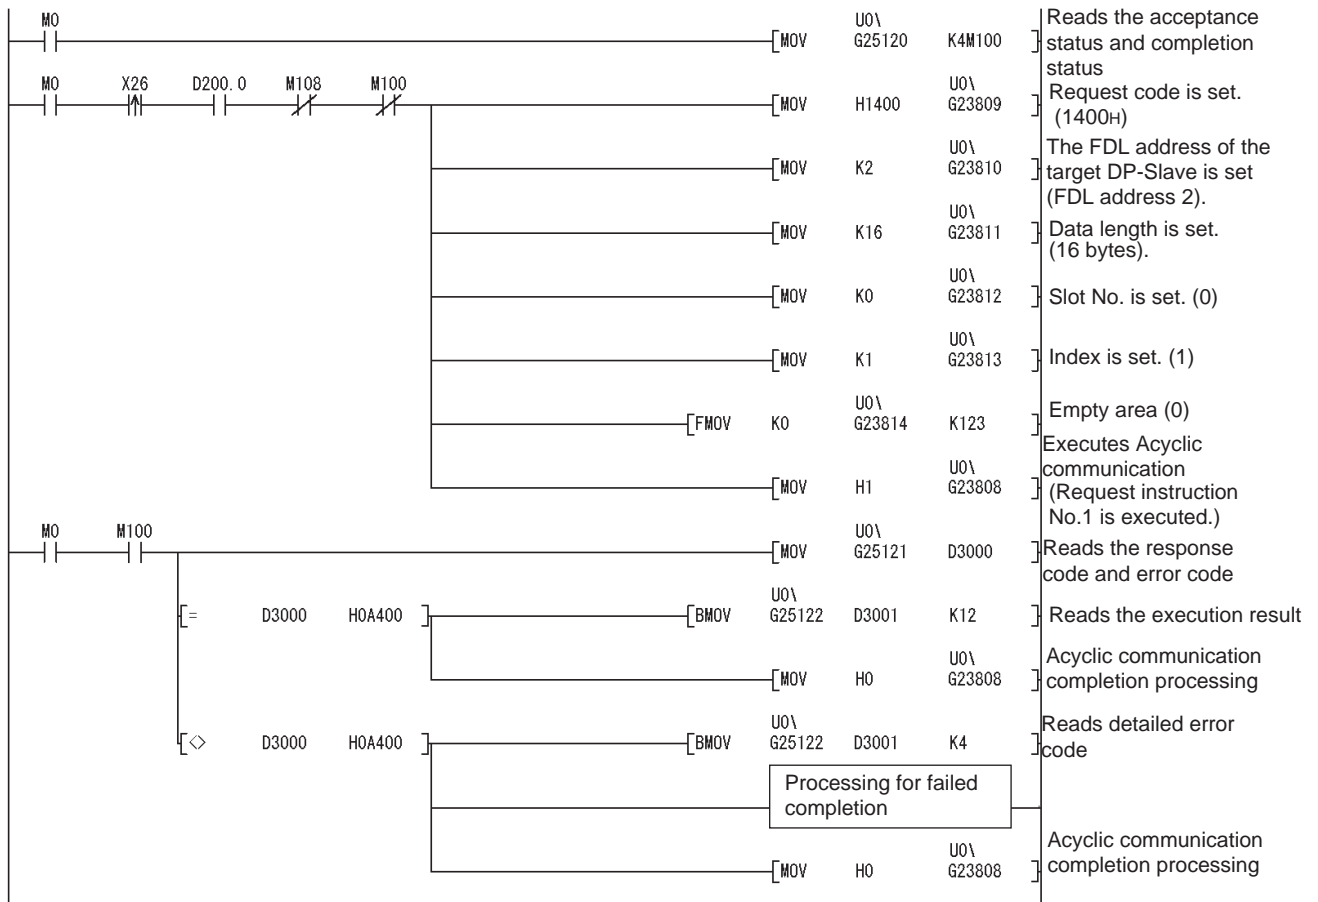 M0 U0\ Reads the acceptance
[MOV G25120 K4M100 ] status and completion
status
M0 X26 D200.0 M108 M100 U0\ Request code is set.
[MOV H1400 G23809 ] (1400H)
U0\ The FDL address of the
[MOV K2 G23810 ] target DP-Slave is set
(FDL address 2).
U0\
[MOV K16 G23811 ] Data length is set.
(16 bytes).
U0\
[MOV K0 G23812 ] Slot No. is set. (0)
U0\
[MOV K1 G23813 ] Index is set. (1)
U0\ Empty area (0)
[FMOV K0 G23814 K123 ]
Executes Acyclic
U0\ communication
[MOV H1 G23808 ] (Request instruction
No.1 is executed.)
M0 M100 U0\
[MOV G25121 D3000 ] Reads the response
code and error code
U0\
[= D3000 H0A400 ] [BMOV G25122 D3001 K12 ] Reads the execution result
U0\ Acyclic communication
[MOV H0 G23808 ] completion processing
U0\ Reads detailed error
[<> D3000 H0A400 ] [BMOV G25122 D3001 K4 ] code
Processing for failed
completion
U0\ Acyclic communication
[MOV H0 G23808 ] completion processing